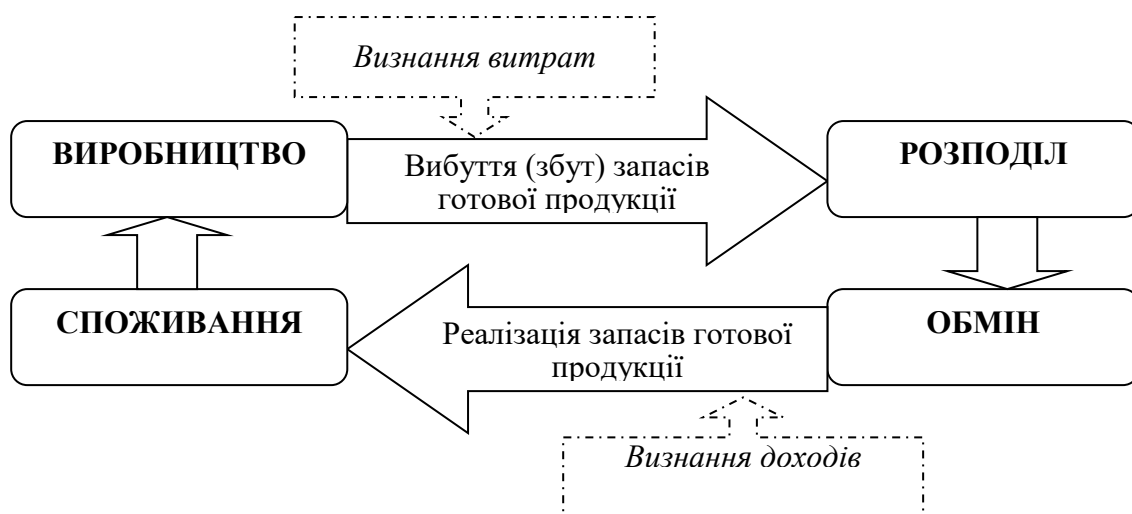 Визнання витрат
ВИРОБНИЦТВО
Вибуття (збут) запасів
готової продукції
РОЗПОДІЛ
СПОЖИВАННЯ
Реалізація запасів готової
продукції
ОБМІН
Визнання доходів